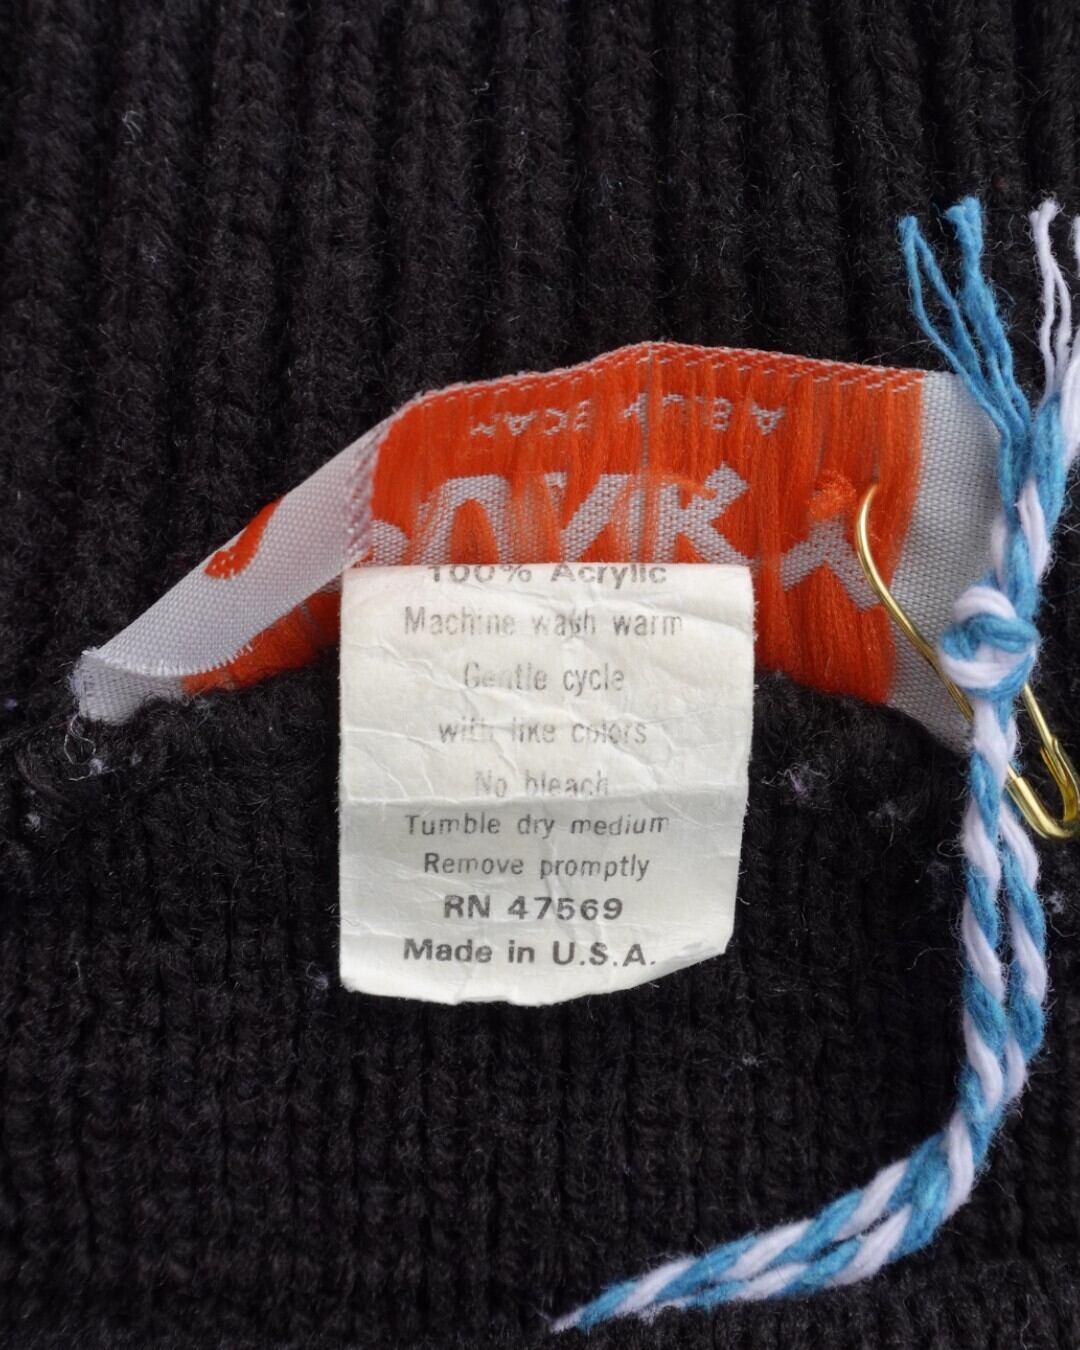 100% Acrylic
Machine wash warm
Gentle cycle
with like colors
No bleach
Tumble dry medium
Remove promptly
RN 47569
Made in U.S.A.